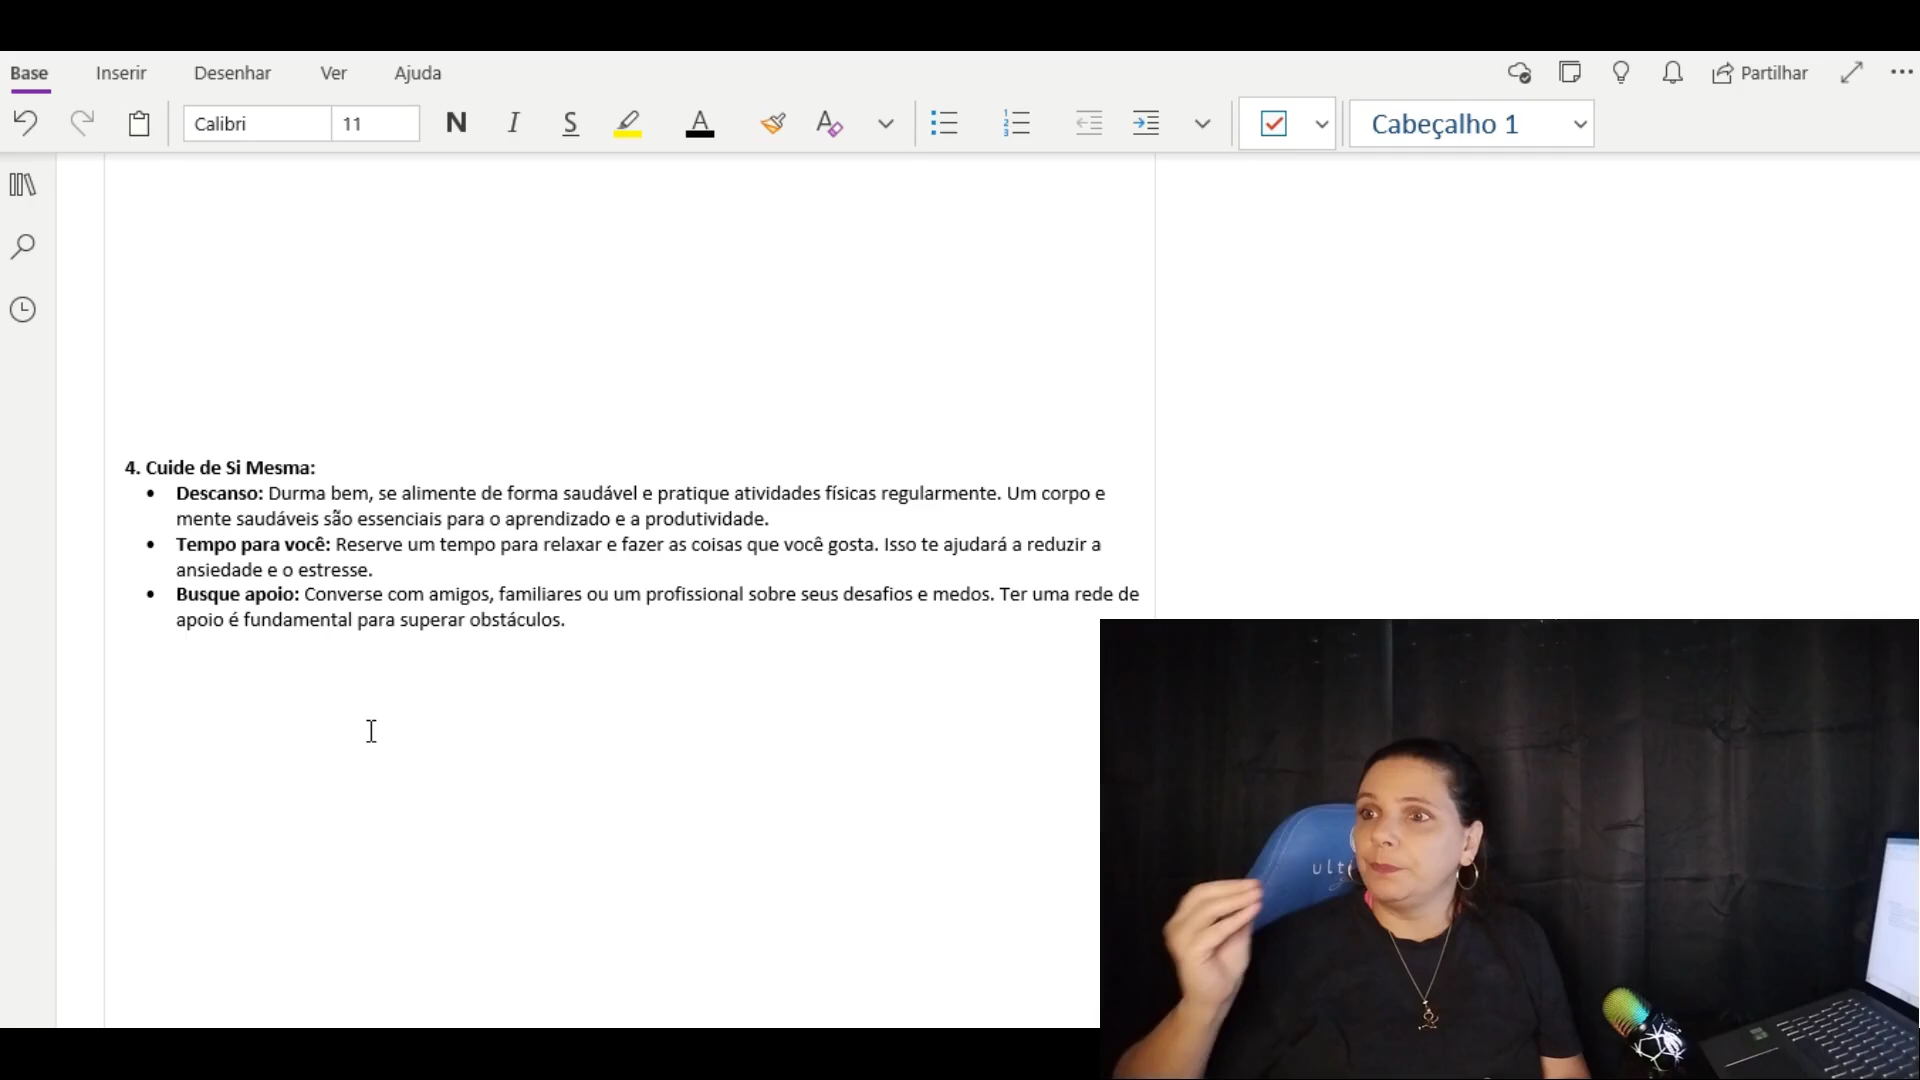 Base Inserir Desenhar Ver Ajuda Partilhar
Calibri 11 N I S A A Cabeçalho 1
4. Cuide de Si Mesma:
• Descanso: Durma bem, se alimente de forma saudável e pratique atividades físicas regularmente. Um corpo e
mente saudáveis são essenciais para o aprendizado e a produtividade.
• Tempo para você: Reserve um tempo para relaxar e fazer as coisas que você gosta. Isso te ajudará a reduzir a
ansiedade e o estresse.
• Busque apoio: Converse com amigos, familiares ou um profissional sobre seus desafios e medos. Ter uma rede de
apoio é fundamental para superar obstáculos.